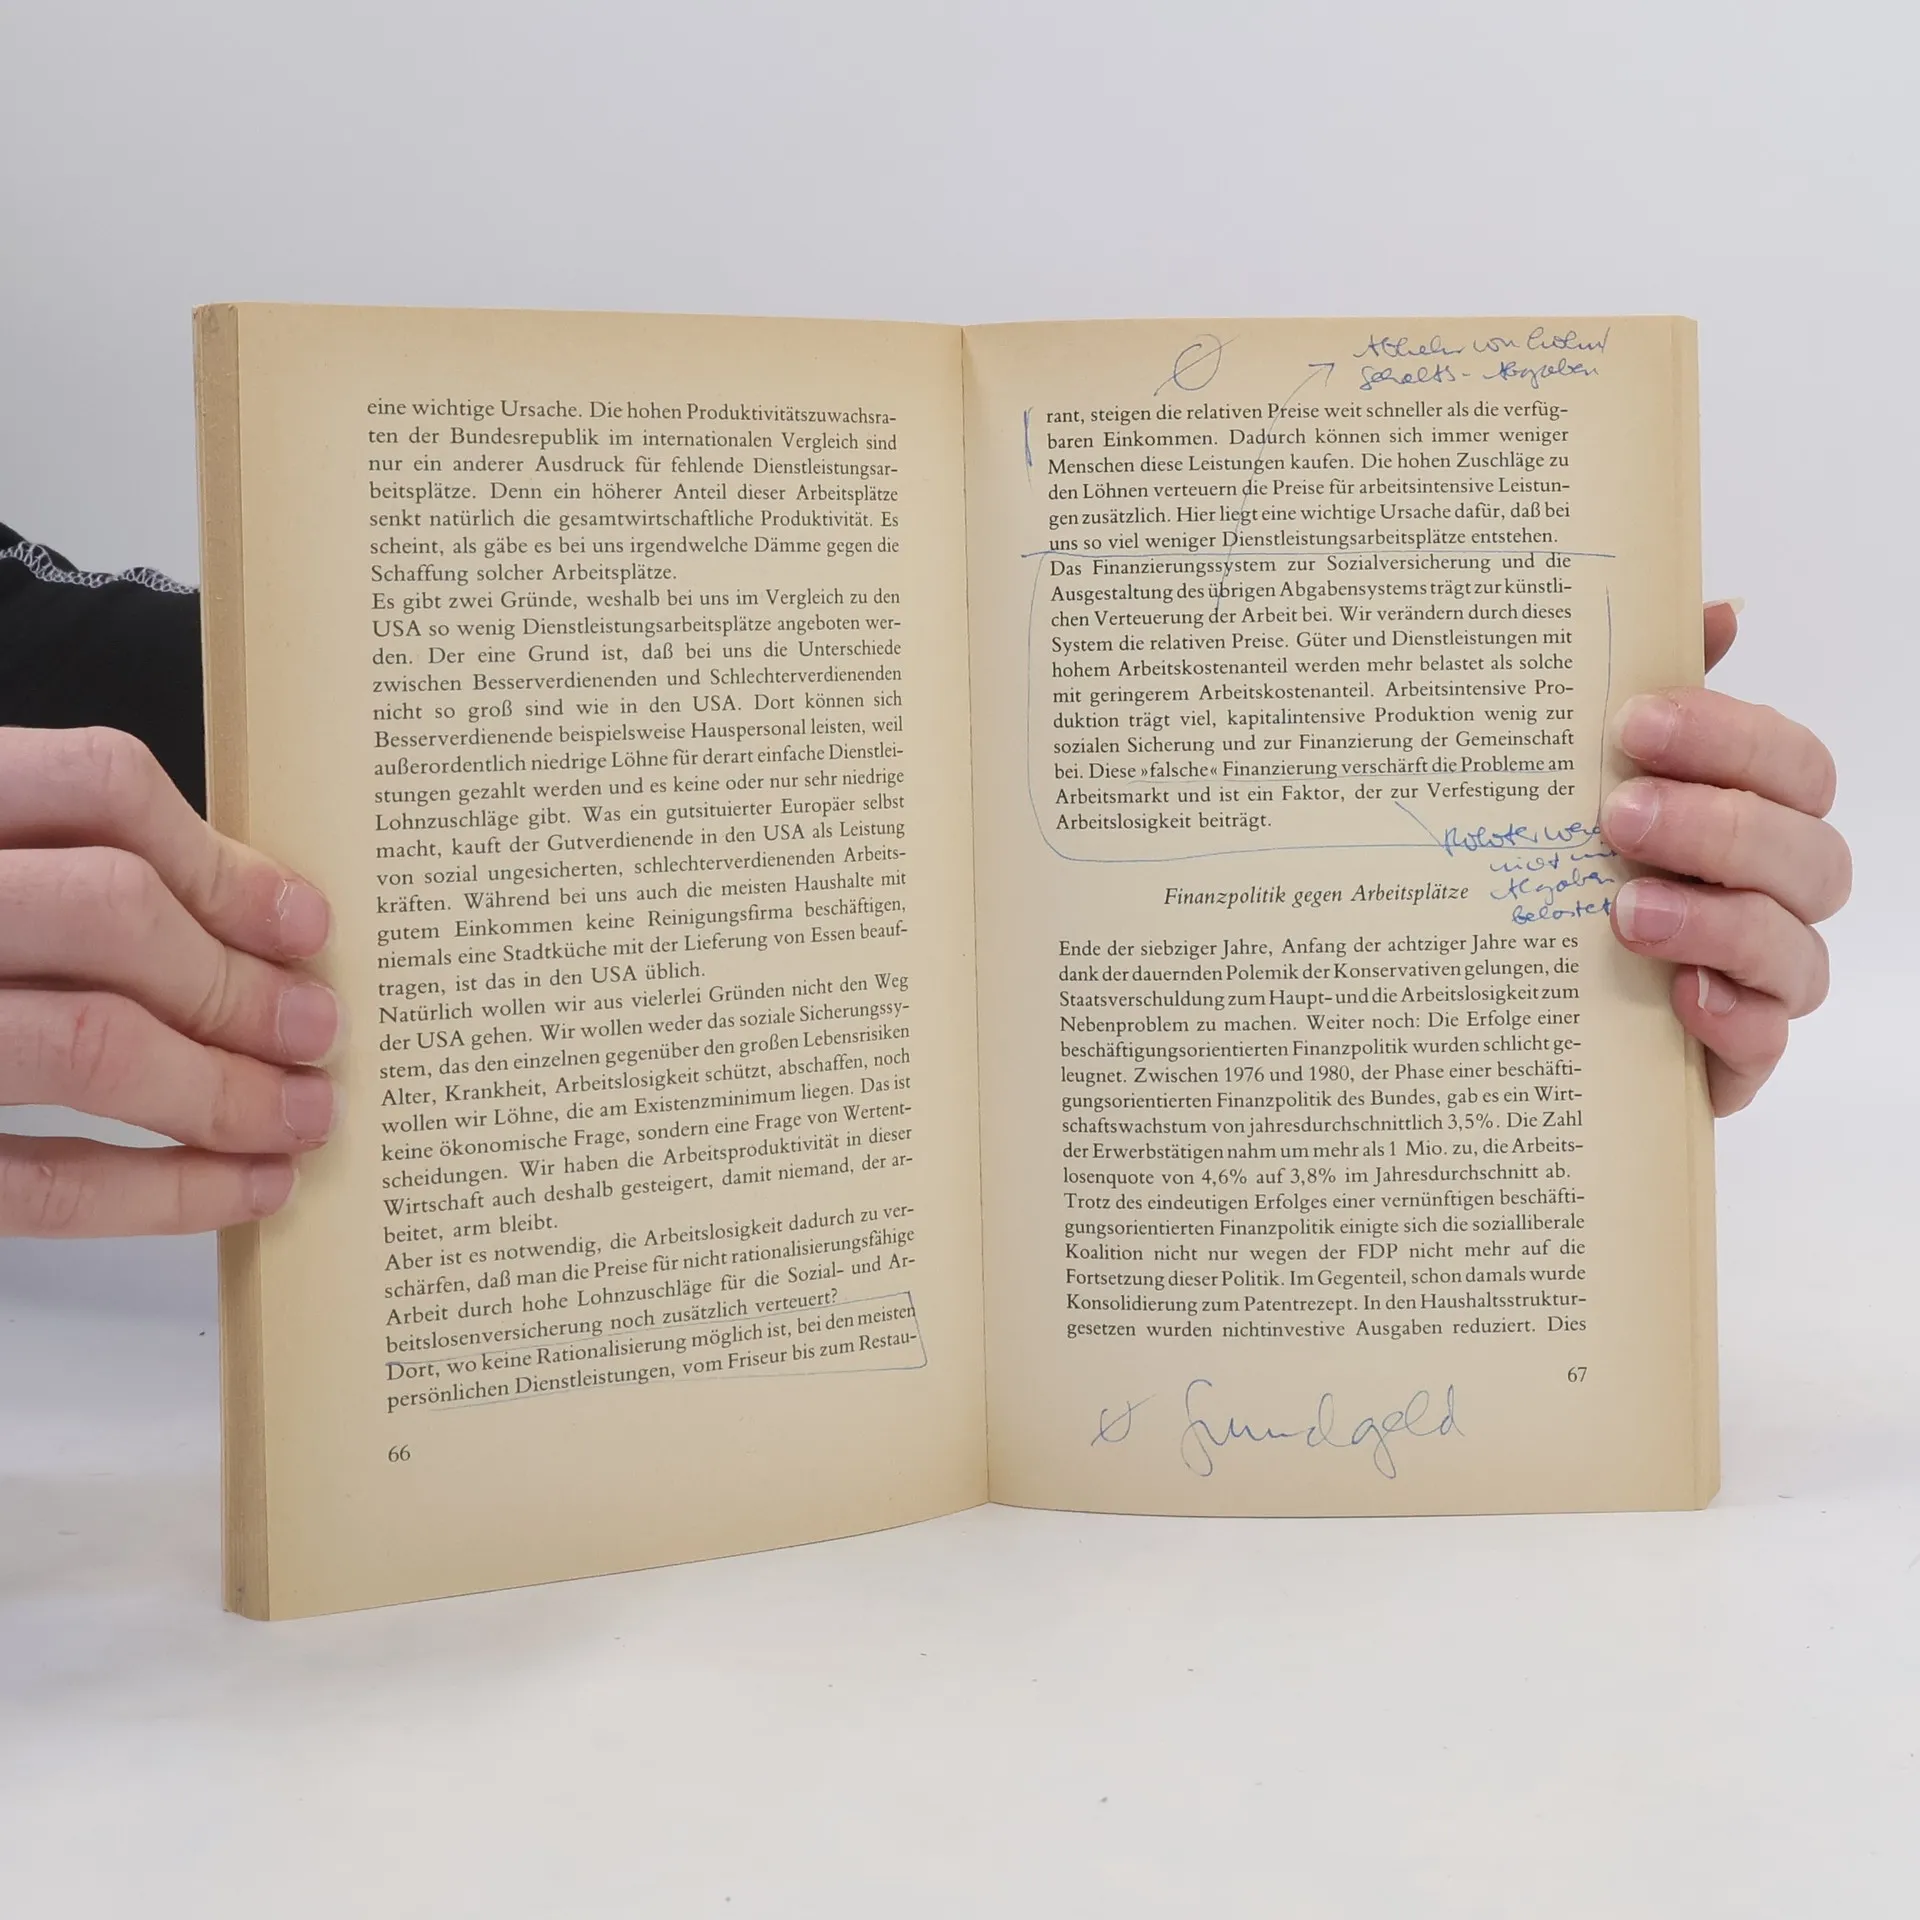 eine wichtige Ursache. Die hohen Produktivitätszuwachsra-
ten der Bundesrepublik im internationalen Vergleich sind
nur ein anderer Ausdruck für fehlende Dienstleistungsar-
beitsplätze. Denn ein höherer Anteil dieser Arbeitsplätze
senkt natürlich die gesamtwirtschaftliche Produktivität. Es
scheint, als gäbe es bei uns irgendwelche Dämme gegen die
Schaffung solcher Arbeitsplätze.
Es gibt zwei Gründe, weshalb bei uns im Vergleich zu den
USA so wenig Dienstleistungsarbeitsplätze angeboten wer-
den. Der eine Grund ist, daß bei uns die Unterschiede
zwischen Besserverdienenden und Schlechterverdienenden
nicht so groß sind wie in den USA. Dort können sich
Besserverdienende beispielsweise Hauspersonal leisten, weil
außerordentlich niedrige Löhne für derart einfache Dienstlei-
stungen gezahlt werden und es keine oder nur sehr niedrige
Lohnzuschläge gibt. Was ein gutsituierter Europäer selbst
macht, kauft der Gutverdienende in den USA als Leistung
von sozial ungesicherten, schlechterverdienenden Arbeits-
kräften. Während bei uns auch die meisten Haushalte mit
gutem Einkommen keine Reinigungsfirma beschäftigen,
niemals eine Stadtküche mit der Lieferung von Essen beauf-
tragen, ist das in den USA üblich.
Natürlich wollen wir aus vielerlei Gründen nicht den Weg
der USA gehen. Wir wollen weder das soziale Sicherungssy-
stem, das den einzelnen gegenüber den großen Lebensrisiken
Alter, Krankheit, Arbeitslosigkeit schützt, abschaffen, noch
wollen wir Löhne, die am Existenzminimum liegen. Das ist
keine ökonomische Frage, sondern eine Frage von Wertent-
scheidungen. Wir haben die Arbeitsproduktivität in dieser
Wirtschaft auch deshalb gesteigert, damit niemand, der ar-
beitet, arm bleibt.
Aber ist es notwendig, die Arbeitslosigkeit dadurch zu ver-
schärfen, daß man die Preise für nicht rationalisierungsfähige
Arbeit durch hohe Lohnzuschläge für die Sozial- und Ar-
beitslosenversicherung noch zusätzlich verteuert?
Dort, wo keine Rationalisierung möglich ist, bei den meisten
persönlichen Dienstleistungen, vom Friseur bis zum Restau-
66
Abkehr von Lohn/
Gehalts-Abgaben
rant, steigen die relativen Preise weit schneller als die verfüg-
baren Einkommen. Dadurch können sich immer weniger
Menschen diese Leistungen kaufen. Die hohen Zuschläge zu
den Löhnen verteuern die Preise für arbeitsintensive Leistun-
gen zusätzlich. Hier liegt eine wichtige Ursache dafür, daß bei
uns so viel weniger Dienstleistungsarbeitsplätze entstehen.
Das Finanzierungssystem zur Sozialversicherung und die
Ausgestaltung des übrigen Abgabensystems trägt zur künstli-
chen Verteuerung der Arbeit bei. Wir verändern durch dieses
System die relativen Preise. Güter und Dienstleistungen mit
hohem Arbeitskostenanteil werden mehr belastet als solche
mit geringerem Arbeitskostenanteil. Arbeitsintensive Pro-
duktion trägt viel, kapitalintensive Produktion wenig zur
sozialen Sicherung und zur Finanzierung der Gemeinschaft
bei. Diese »falsche« Finanzierung verschärft die Probleme am
Arbeitsmarkt und ist ein Faktor, der zur Verfestigung der
Arbeitslosigkeit beiträgt.
Roboter
nicht
Abgaben
belastet
Finanzpolitik gegen Arbeitsplätze
Ende der siebziger Jahre, Anfang der achtziger Jahre war es
dank der dauernden Polemik der Konservativen gelungen, die
Staatsverschuldung zum Haupt- und die Arbeitslosigkeit zum
Nebenproblem zu machen. Weiter noch: Die Erfolge einer
beschäftigungsorientierten Finanzpolitik wurden schlicht ge-
leugnet. Zwischen 1976 und 1980, der Phase einer beschäfti-
gungsorientierten Finanzpolitik des Bundes, gab es ein Wirt-
schaftswachstum von jahresdurchschnittlich 3,5%. Die Zahl
der Erwerbstätigen nahm um mehr als 1 Mio. zu, die Arbeits-
losenquote von 4,6% auf 3,8% im Jahresdurchschnitt ab.
Trotz des eindeutigen Erfolges einer vernünftigen beschäfti-
gungsorientierten Finanzpolitik einigte sich die sozialliberale
Koalition nicht nur wegen der FDP nicht mehr auf die
Fortsetzung dieser Politik. Im Gegenteil, schon damals wurde
Konsolidierung zum Patentrezept. In den Haushaltsstruktur-
gesetzen wurden nichtinvestive Ausgaben reduziert. Dies
67
Grundgeld